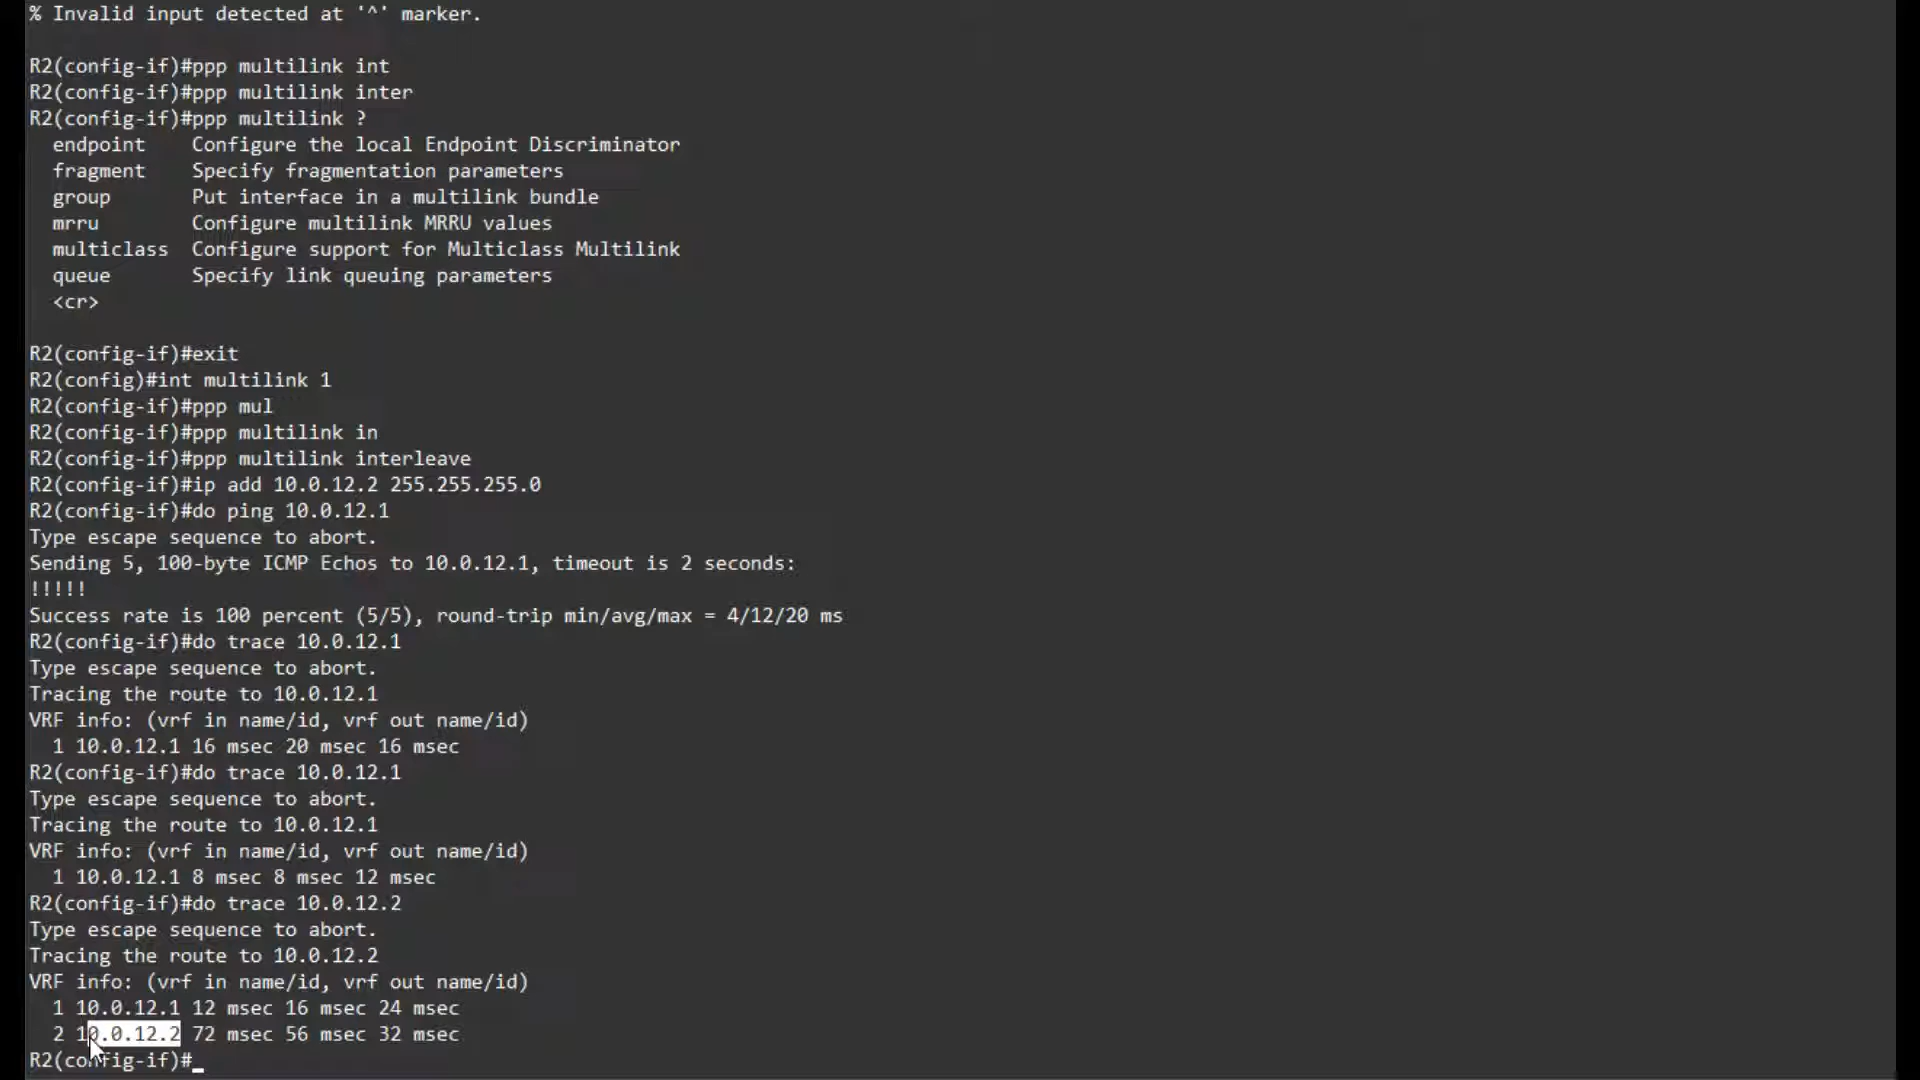 % Invalid input detected at '^' marker.
R2(config-if)#ppp multilink int
R2(config-if)#ppp multilink inter
R2(config-if)#ppp multilink ?
  endpoint    Configure the local Endpoint Discriminator
  fragment    Specify fragmentation parameters
  group       Put interface in a multilink bundle
  mrru        Configure multilink MRRU values
  multiclass  Configure support for Multiclass Multilink
  queue       Specify link queuing parameters
  <cr>
R2(config-if)#exit
R2(config)#int multilink 1
R2(config-if)#ppp mul
R2(config-if)#ppp multilink in
R2(config-if)#ppp multilink interleave
R2(config-if)#ip add 10.0.12.2 255.255.255.0
R2(config-if)#do ping 10.0.12.1
Type escape sequence to abort.
Sending 5, 100-byte ICMP Echos to 10.0.12.1, timeout is 2 seconds:
!!!!!
Success rate is 100 percent (5/5), round-trip min/avg/max = 4/12/20 ms
R2(config-if)#do trace 10.0.12.1
Type escape sequence to abort.
Tracing the route to 10.0.12.1
VRF info: (vrf in name/id, vrf out name/id)
  1 10.0.12.1 16 msec 20 msec 16 msec
R2(config-if)#do trace 10.0.12.1
Type escape sequence to abort.
Tracing the route to 10.0.12.1
VRF info: (vrf in name/id, vrf out name/id)
  1 10.0.12.1 8 msec 8 msec 12 msec
R2(config-if)#do trace 10.0.12.2
Type escape sequence to abort.
Tracing the route to 10.0.12.2
VRF info: (vrf in name/id, vrf out name/id)
  1 10.0.12.1 12 msec 16 msec 24 msec
  2 10.0.12.2 72 msec 56 msec 32 msec
R2(config-if)#